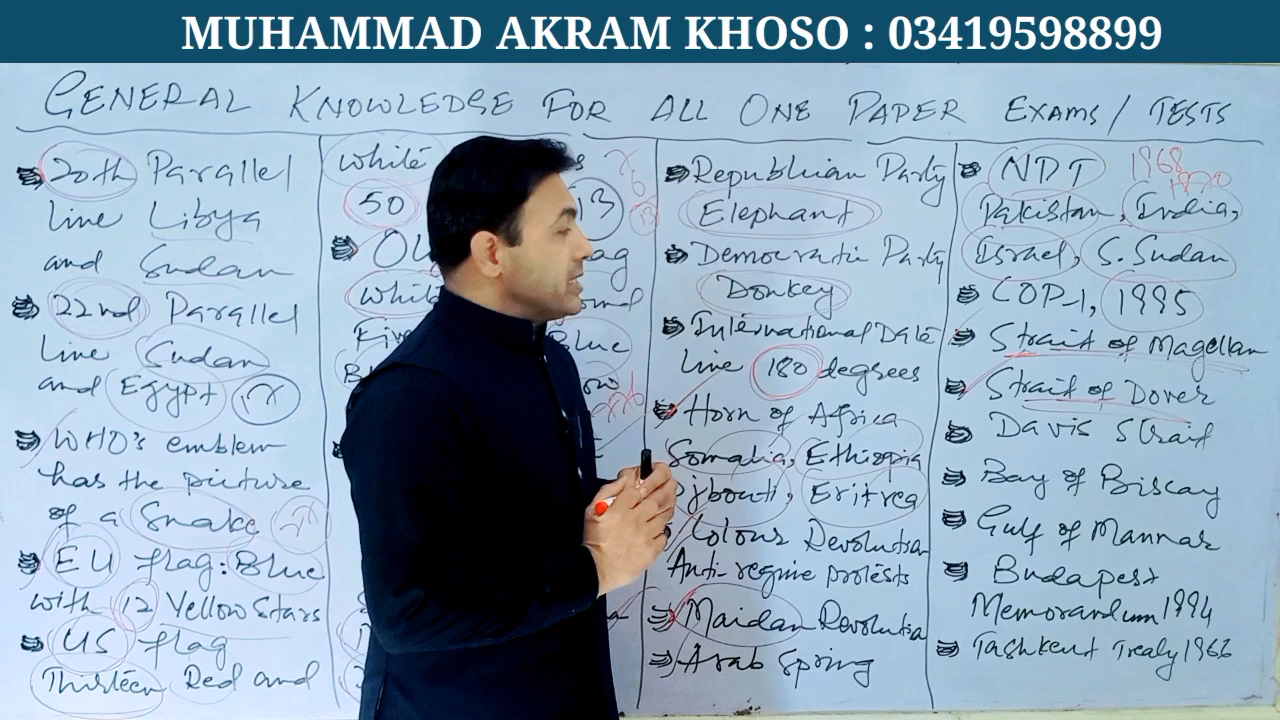 MUHAMMAD AKRAM KHOSO : 03419598899
GENERAL KNOWLEDGE FOR ALL ONE PAPER EXAMS/ TESTS
20th Parallel
line Libya
and Sudan
22nd Parallel
line Sudan
and Egypt
WHO's emblem
has the picture
of a Snake
EU flag: Blue
with 12 Yellow Stars
US flag
Thirteen Red and
white
50 13
White
Blue
Republican Party
Elephant
Democratic Party
Donkey
International Date
line 180 degrees
Horn of Africa
Somalia, Ethiopia
Djbouti, Eritrea
Colour Revolution
Anti-regime protests
Maidan Revolution
Arab Spring
NPT 1968
1970
Pakistan, India,
Israel, S. Sudan
COP-1, 1995
Strait of Magellan
Strait of Dover
Davis Strait
Bay of Biscay
Gulf of Mannar
Budapest
Memorandum 1994
Tashkent Treaty 1966